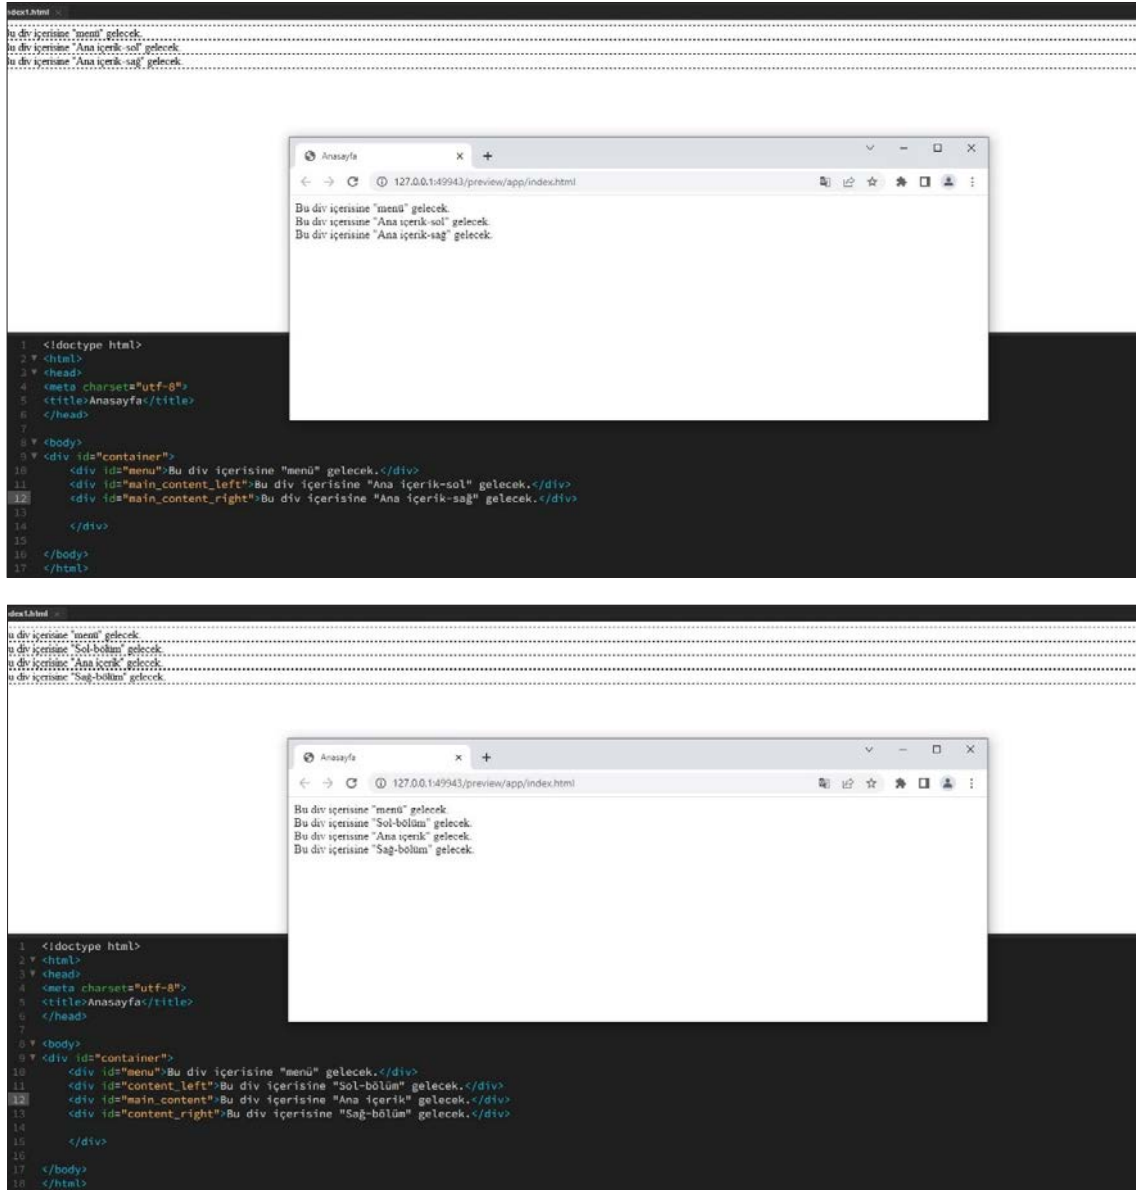 index1.html
Bu div içerisine "menü" gelecek.
Bu div içerisine "Ana içerik-sol" gelecek.
Bu div içerisine "Ana içerik-sağ" gelecek.
Anasayfa
127.0.0.1:49943/preview/app/index.html
Bu div içerisine "menü" gelecek.
Bu div içerisine "Ana içerik-sol" gelecek.
Bu div içerisine "Ana içerik-sağ" gelecek.
1 <!doctype html>
2 <html>
3 <head>
4 <meta charset="utf-8">
5 <title>Anasayfa</title>
6 </head>
7
8 <body>
9 <div id="container">
10 <div id="menu">Bu div içerisine "menü" gelecek.</div>
11 <div id="main_content_left">Bu div içerisine "Ana içerik-sol" gelecek.</div>
12 <div id="main_content_right">Bu div içerisine "Ana içerik-sağ" gelecek.</div>
13
14 </div>
15
16 </body>
17 </html>
dex1.html
u div içerisine "menü" gelecek.
u div içerisine "Sol-bölüm" gelecek.
u div içerisine "Ana içerik" gelecek.
u div içerisine "Sağ-bölüm" gelecek.
Anasayfa
127.0.0.1:49943/preview/app/index.html
Bu div içerisine "menü" gelecek.
Bu div içerisine "Sol-bölüm" gelecek.
Bu div içerisine "Ana içerik" gelecek.
Bu div içerisine "Sağ-bölüm" gelecek.
1 <!doctype html>
2 <html>
3 <head>
4 <meta charset="utf-8">
5 <title>Anasayfa</title>
6 </head>
7
8 <body>
9 <div id="container">
10 <div id="menu">Bu div içerisine "menü" gelecek.</div>
11 <div id="content_left">Bu div içerisine "Sol-bölüm" gelecek.</div>
12 <div id="main_content">Bu div içerisine "Ana içerik" gelecek.</div>
13 <div id="content_right">Bu div içerisine "Sağ-bölüm" gelecek.</div>
14
15 </div>
16
17 </body>
18 </html>